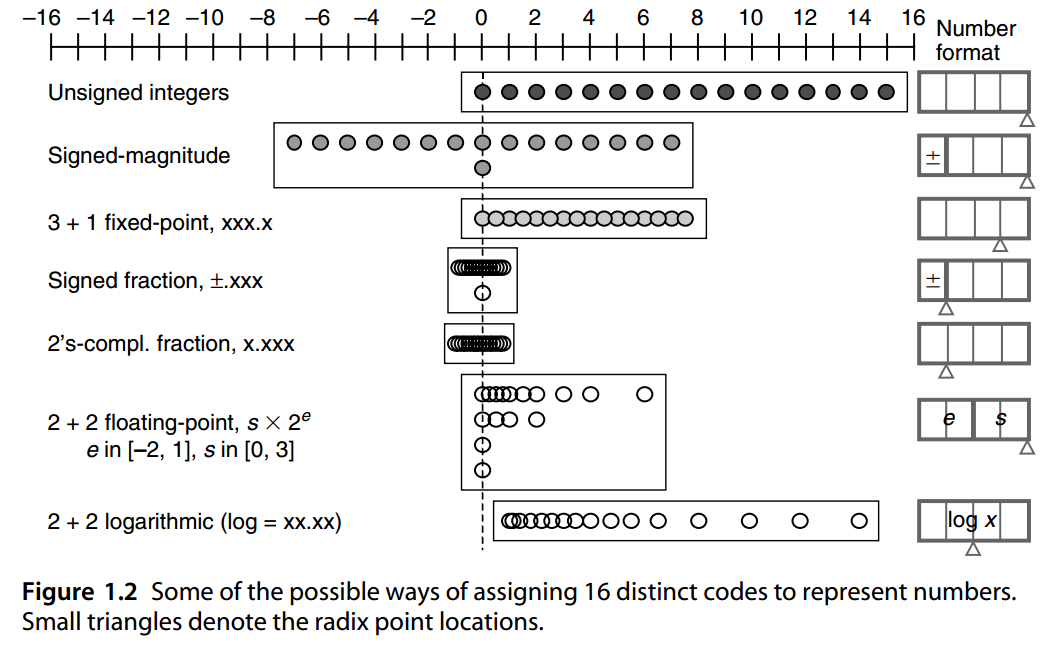 −16 −14 −12 −10 −8 −6 −4 −2 0 2 4 6 8 10 12 14 16
Number
format
Unsigned integers
Signed-magnitude
±
3 + 1 fixed-point, xxx.x
Signed fraction, ±.xxx
±
2’s-compl. fraction, x.xxx
2 + 2 floating-point, s × 2^e
e in [−2, 1], s in [0, 3]
e s
2 + 2 logarithmic (log = xx.xx)
log x
Figure 1.2 Some of the possible ways of assigning 16 distinct codes to represent numbers.
Small triangles denote the radix point locations.